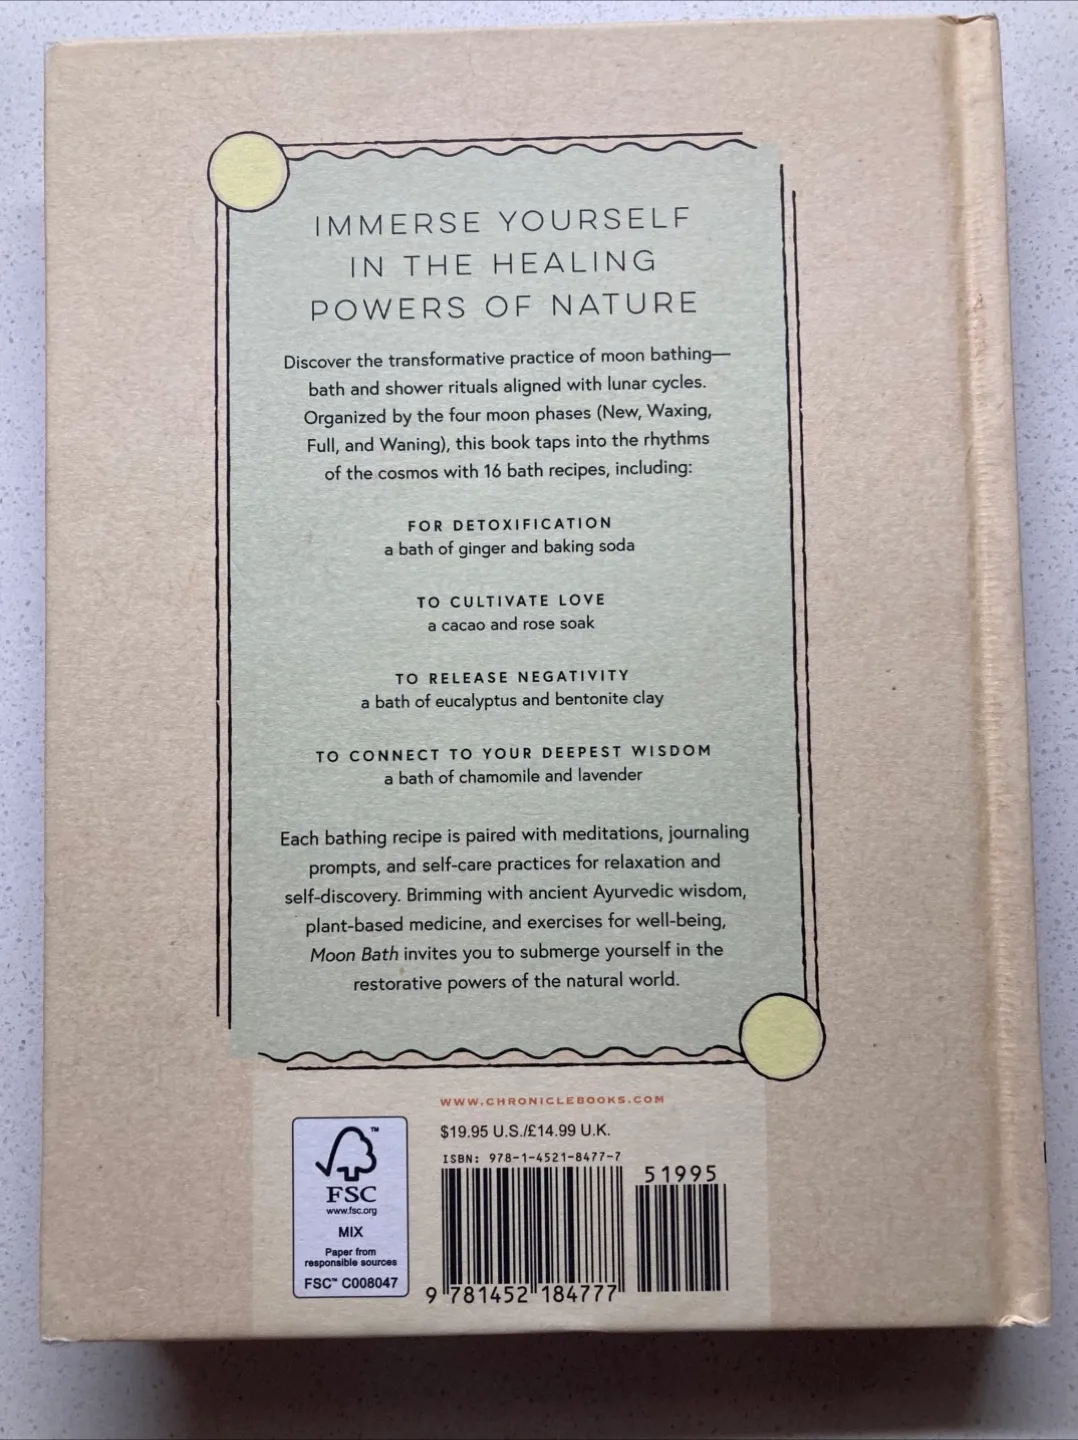 IMMERSE YOURSELF
IN THE HEALING
POWERS OF NATURE
Discover the transformative practice of moon bathing—
bath and shower rituals aligned with lunar cycles.
Organized by the four moon phases (New, Waxing,
Full, and Waning), this book taps into the rhythms
of the cosmos with 16 bath recipes, including:
FOR DETOXIFICATION
a bath of ginger and baking soda
TO CULTIVATE LOVE
a cacao and rose soak
TO RELEASE NEGATIVITY
a bath of eucalyptus and bentonite clay
TO CONNECT TO YOUR DEEPEST WISDOM
a bath of chamomile and lavender
Each bathing recipe is paired with meditations, journaling
prompts, and self-care practices for relaxation and
self-discovery. Brimming with ancient Ayurvedic wisdom,
plant-based medicine, and exercises for well-being,
Moon Bath invites you to submerge yourself in the
restorative powers of the natural world.
WWW.CHRONICLEBOOKS.COM
$19.95 U.S./£14.99 U.K.
ISBN: 978-1-4521-8477-7
51995
9 781452 184777
™
FSC
www.fsc.org
MIX
Paper from
responsible sources
FSC™ C008047